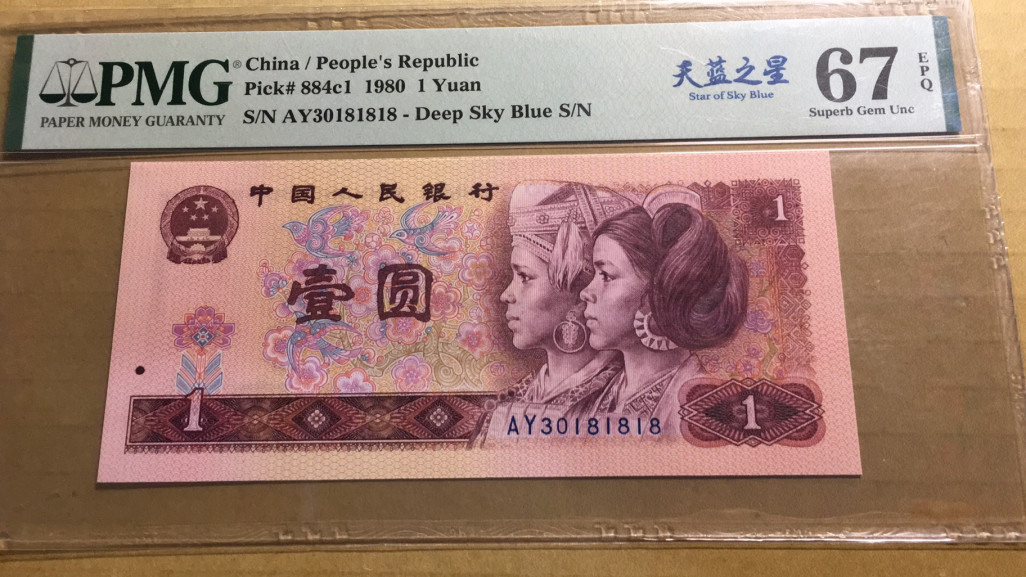 PMG®
PAPER MONEY GUARANTY
China / People's Republic
Pick# 884c1 1980 1 Yuan
S/N AY30181818 - Deep Sky Blue S/N
天蓝之星
Star of Sky Blue
67
EPQ
Superb Gem Unc
中国人民银行
1
壹圆
1
AY30181818
1